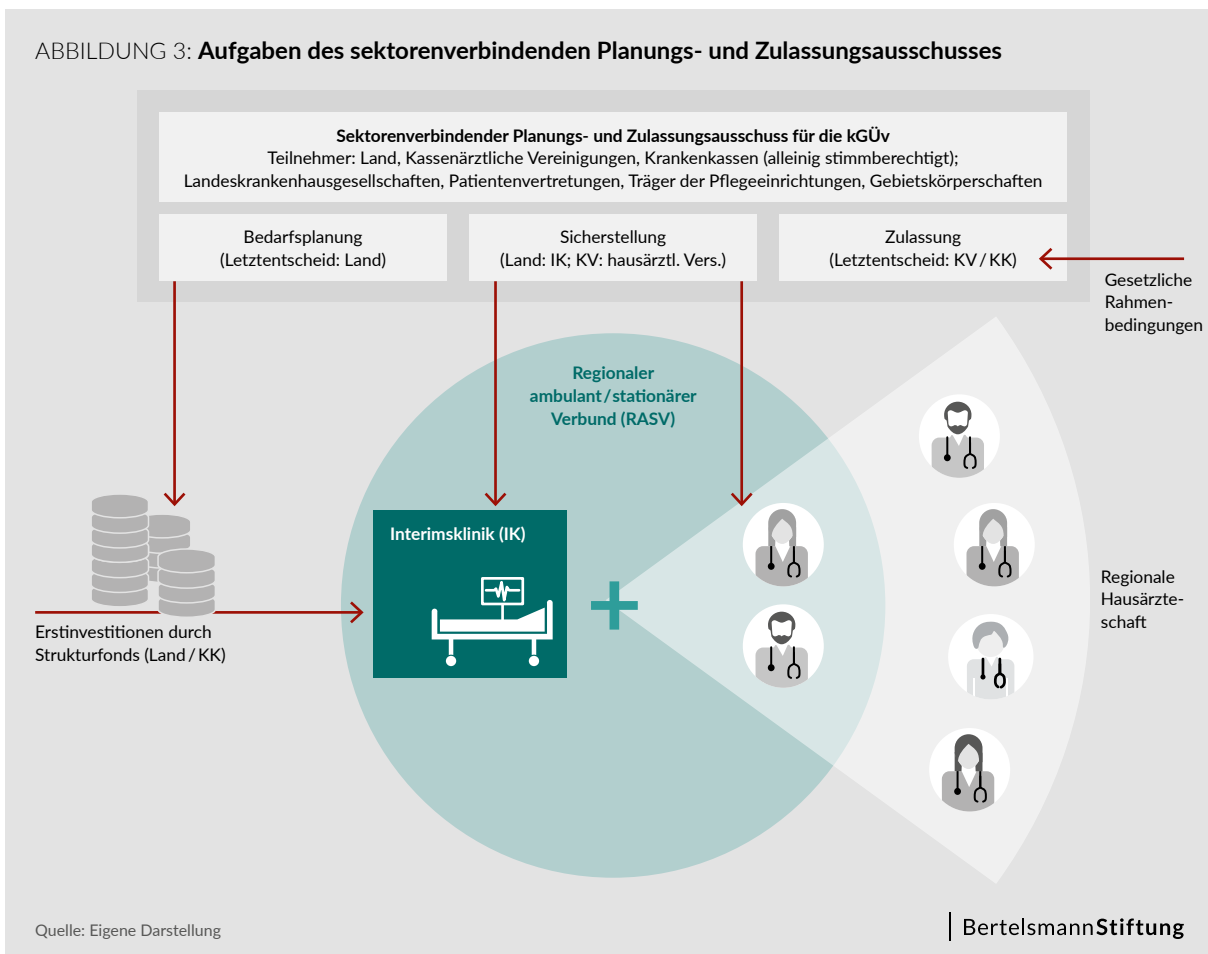 ABBILDUNG 3: Aufgaben des sektorenverbindenden Planungs- und Zulassungsausschusses
Sektorenverbindender Planungs- und Zulassungsausschuss für die kGÜv
Teilnehmer: Land, Kassenärztliche Vereinigungen, Krankenkassen (alleinig stimmberechtigt);
Landeskrankenhausgesellschaften, Patientenvertretungen, Träger der Pflegeeinrichtungen, Gebietskörperschaften
Bedarfsplanung
(Letztentscheid: Land)
Sicherstellung
(Land: IK; KV: hausärztl. Vers.)
Zulassung
(Letztentscheid: KV / KK)
Gesetzliche
Rahmen-
bedingungen
Regionaler
ambulant / stationärer
Verbund (RASV)
Interimsklinik (IK)
Erstinvestitionen durch
Strukturfonds (Land / KK)
Regionale
Hausärzte-
schaft
Quelle: Eigene Darstellung
BertelsmannStiftung